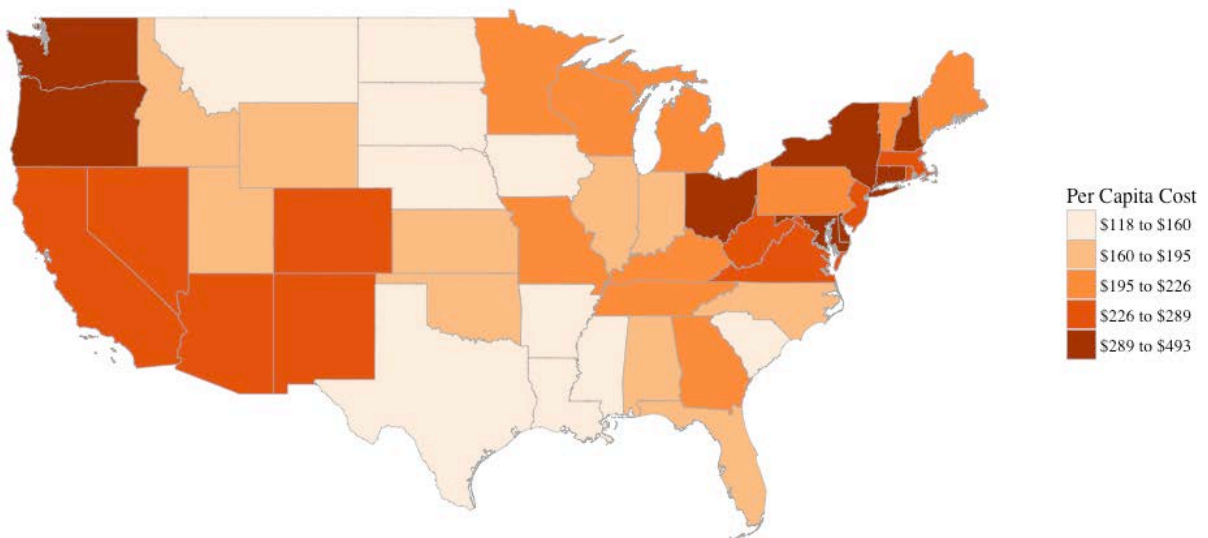 Per Capita Cost
$118 to $160
$160 to $195
$195 to $226
$226 to $289
$289 to $493